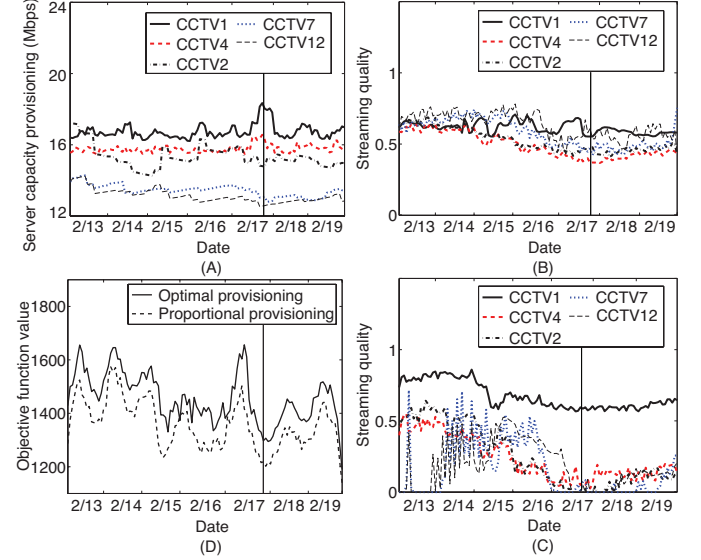 24
20
16
12
Server capacity provisioning (Mbps)
CCTV1
CCTV4
CCTV2
CCTV7
CCTV12
2/13 2/14 2/15 2/16 2/17 2/18 2/19
Date
(A)
1
0.5
0
Streaming quality
CCTV1
CCTV4
CCTV2
CCTV7
CCTV12
2/13 2/14 2/15 2/16 2/17 2/18 2/19
Date
(B)
1800
1600
1400
1200
Objective function value
Optimal provisioning
Proportional provisioning
2/13 2/14 2/15 2/16 2/17 2/18 2/19
Date
(D)
1
0.5
0
Streaming quality
CCTV1
CCTV4
CCTV2
CCTV7
CCTV12
2/13 2/14 2/15 2/16 2/17 2/18 2/19
Date
(C)